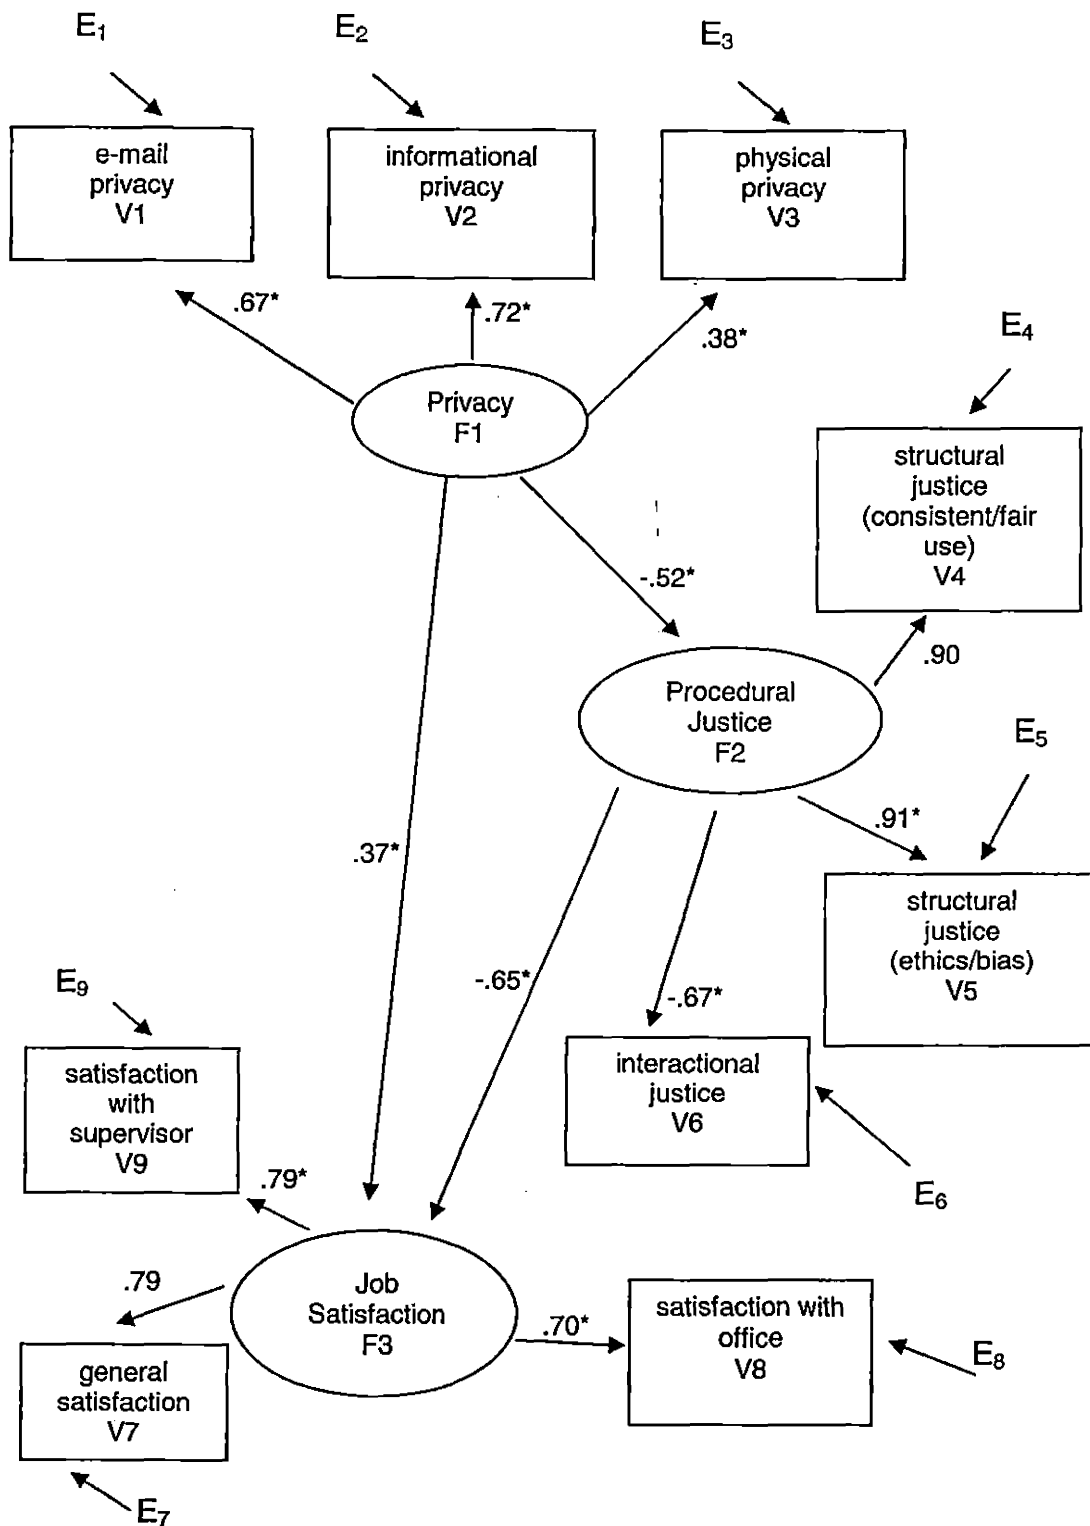 E1
E2
E3
e-mail
privacy
V1
informational
privacy
V2
physical
privacy
V3
.67*
.72*
.38*
E4
Privacy
F1
structural
justice
(consistent/fair
use)
V4
-.52*
.90
Procedural
Justice
F2
E5
.91*
.37*
structural
justice
(ethics/bias)
V5
-.65*
-.67*
E9
satisfaction
with
supervisor
V9
interactional
justice
V6
.79*
E6
.79
Job
Satisfaction
F3
.70*
satisfaction with
office
V8
E8
general
satisfaction
V7
E7